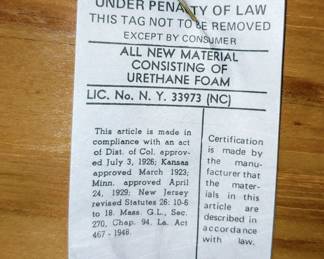 UNDER PENALTY OF LAW
THIS TAG NOT TO BE REMOVED
EXCEPT BY CONSUMER
ALL NEW MATERIAL
CONSISTING OF
URETHANE FOAM
LIC. No. N. Y. 33973 (NC)
This article is made in
compliance with an act
of Dist. of Col. approv-
ed July 3, 1926; Kansas
approved March 1923;
Minn. approved April
24, 1929; New Jersey
revised Statutes 26: 10-6
to 18. Mass. G.L., Sec.
270, Chap. 94. La. Act
467 - 1948.
Certification
is made by
the manu-
facturer that
the mater-
ials in this
article are
described in
accordance
with law.